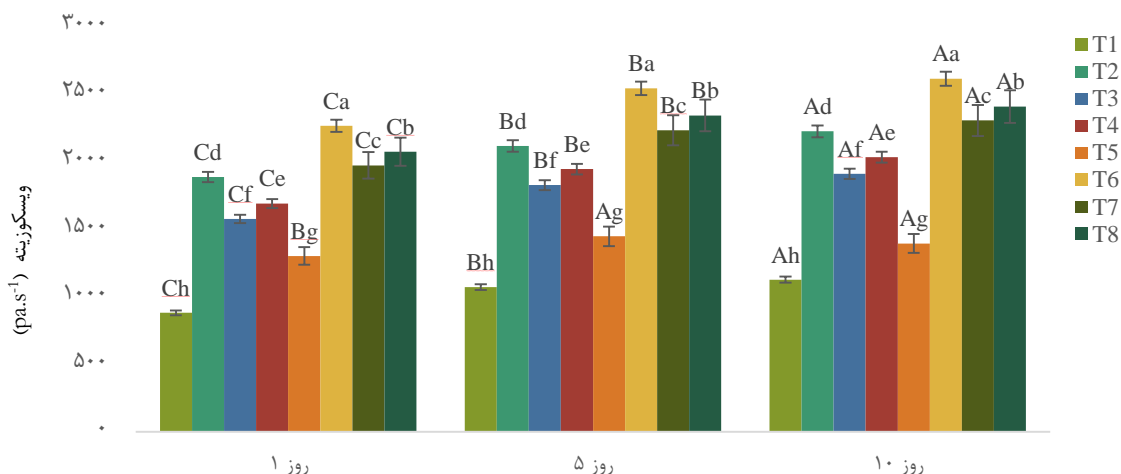 ویسکوزیته (pa.s-1)
۳۰۰۰
۲۵۰۰
۲۰۰۰
۱۵۰۰
۱۰۰۰
۵۰۰
۰
Ch Cd Cf Ce Bg Ca Cc Cb
Bh Bd Bf Be Ag Ba Bc Bb
Ah Ad Af Ae Ag Aa Ac Ab
روز ۱
روز ۵
روز ۱۰
T1
T2
T3
T4
T5
T6
T7
T8